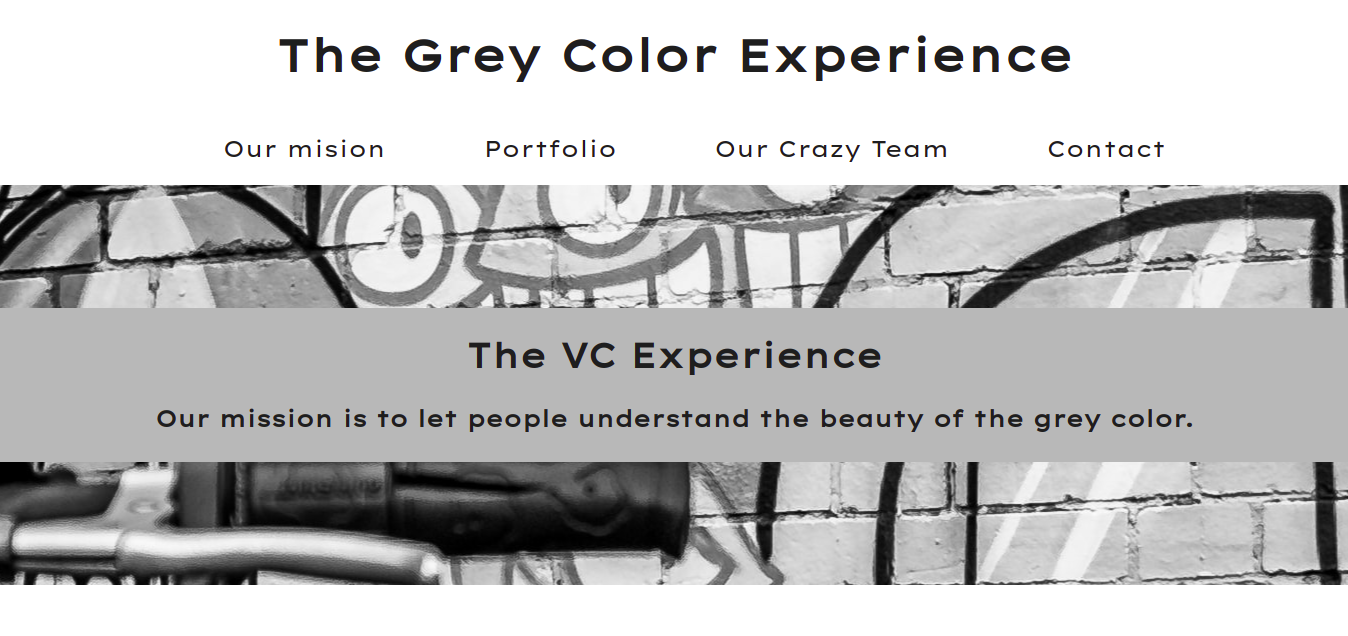 The Grey Color Experience
Our mision Portfolio Our Crazy Team Contact
The VC Experience
Our mission is to let people understand the beauty of the grey color.